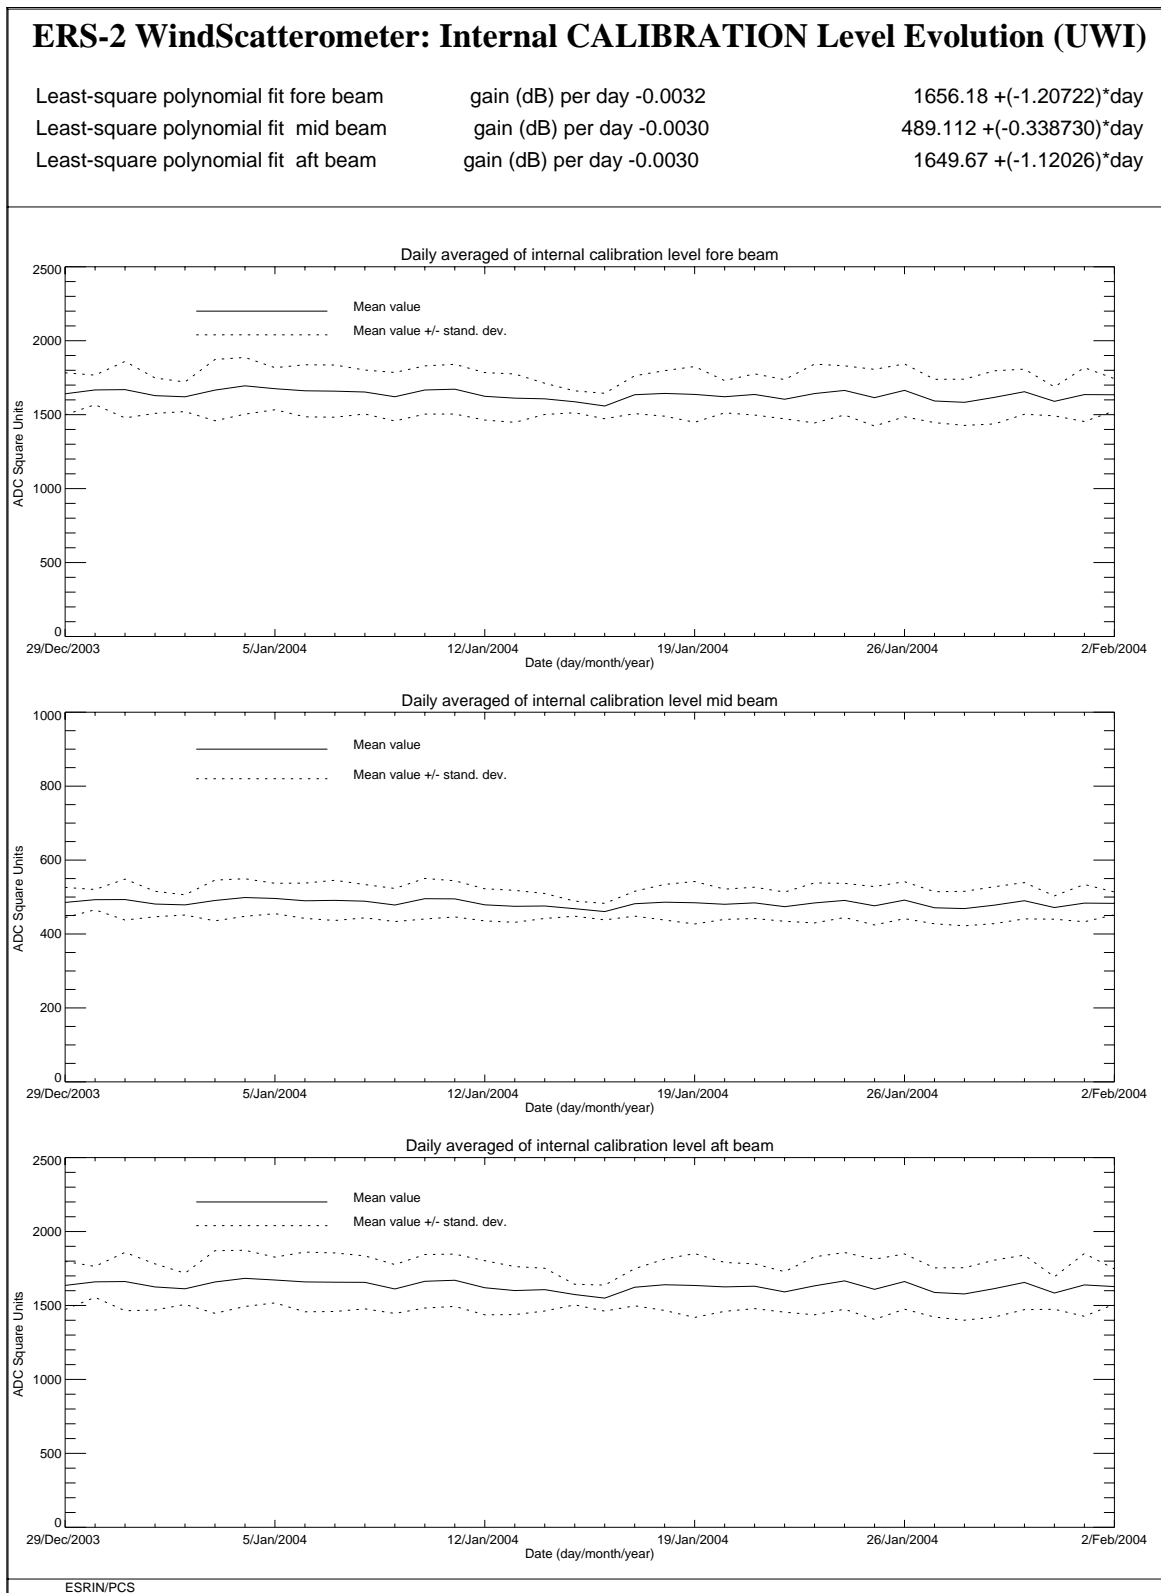 ERS-2 WindScatterometer: Internal CALIBRATION Level Evolution (UWI)
Least-square polynomial fit fore beam gain (dB) per day -0.0032 1656.18 +(-1.20722)*day
Least-square polynomial fit mid beam gain (dB) per day -0.0030 489.112 +(-0.338730)*day
Least-square polynomial fit aft beam gain (dB) per day -0.0030 1649.67 +(-1.12026)*day
Daily averaged of internal calibration level fore beam
2500
Mean value
Mean value +/- stand. dev.
2000
1500
ADC Square Units
1000
500
0
29/Dec/2003 5/Jan/2004 12/Jan/2004 19/Jan/2004 26/Jan/2004 2/Feb/2004
Date (day/month/year)
Daily averaged of internal calibration level mid beam
1000
Mean value
Mean value +/- stand. dev.
800
600
ADC Square Units
400
200
0
29/Dec/2003 5/Jan/2004 12/Jan/2004 19/Jan/2004 26/Jan/2004 2/Feb/2004
Date (day/month/year)
Daily averaged of internal calibration level aft beam
2500
Mean value
Mean value +/- stand. dev.
2000
1500
ADC Square Units
1000
500
0
29/Dec/2003 5/Jan/2004 12/Jan/2004 19/Jan/2004 26/Jan/2004 2/Feb/2004
Date (day/month/year)
ESRIN/PCS